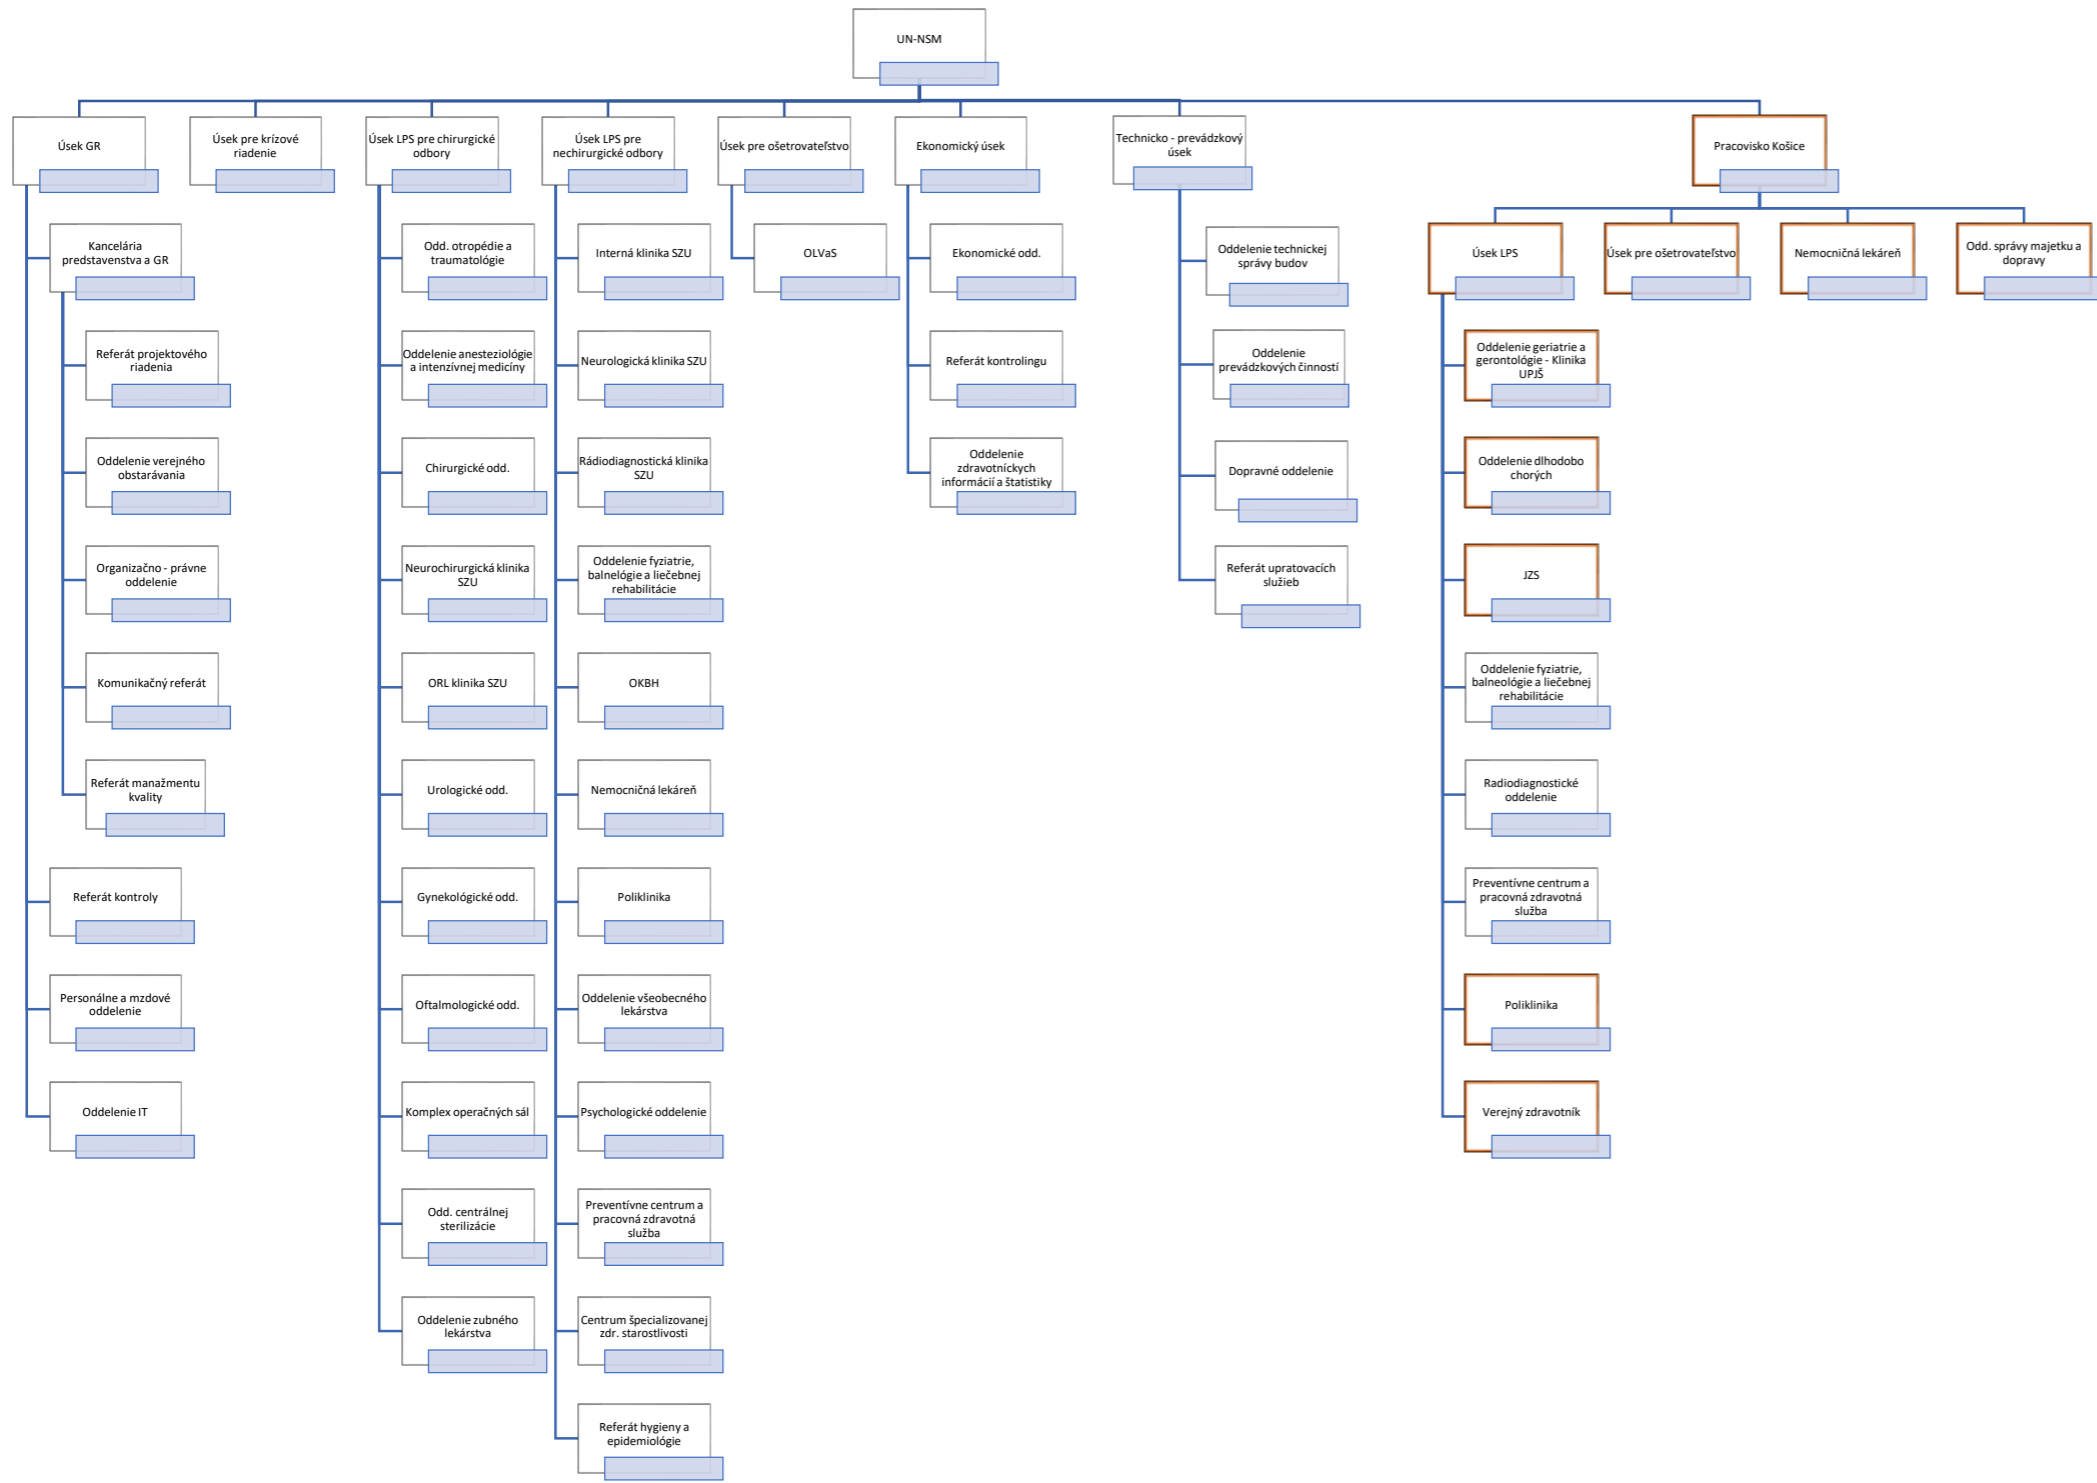 UN-NSM
Úsek GR
Úsek pre krízové
riadenie
Úsek LPS pre chirurgické
odbory
Úsek LPS pre
nechirurgické odbory
Úsek pre ošetrovateľstvo
Ekonomický úsek
Technicko - prevádzkový
úsek
Pracovisko Košice
Kancelária
predstavenstva a GR
Referát projektového
riadenia
Oddelenie verejného
obstarávania
Organizačno - právne
oddelenie
Komunikačný referát
Referát manažmentu
kvality
Referát kontroly
Personálne a mzdové
oddelenie
Oddelenie IT
Odd. otropédie a
traumatológie
Oddelenie anesteziológie
a intenzívnej medicíny
Chirurgické odd.
Neurochirurgická klinika
SZU
ORL klinika SZU
Urologické odd.
Gynekológické odd.
Oftalmologické odd.
Komplex operačných sál
Odd. centrálnej
sterilizácie
Oddelenie zubného
lekárstva
Interná klinika SZU
Neurologická klinika SZU
Rádiodiagnostická klinika
SZU
Oddelenie fyziatrie,
balnelógie a liečebnej
rehabilitácie
OKBH
Nemocničná lekáreň
Poliklinika
Oddelenie všeobecného
lekárstva
Psychologické oddelenie
Preventívne centrum a
pracovná zdravotná
služba
Centrum špecializovanej
zdr. starostlivosti
Referát hygieny a
epidemiológie
OLVaS
Ekonomické odd.
Referát kontrolingu
Oddelenie
zdravotníckych
informácií a štatistiky
Oddelenie technickej
správy budov
Oddelenie
prevádzkových činností
Dopravné oddelenie
Referát upratovacích
služieb
Úsek LPS
Úsek pre ošetrovateľstvo
Nemocničná lekáreň
Odd. správy majetku a
dopravy
Oddelenie geriatrie a
gerontológie - Klinika
UPJŠ
Oddelenie dlhodobo
chorých
JZS
Oddelenie fyziatrie,
balneológie a liečebnej
rehabilitácie
Radiodiagnostické
oddelenie
Preventívne centrum a
pracovná zdravotná
služba
Poliklinika
Verejný zdravotník